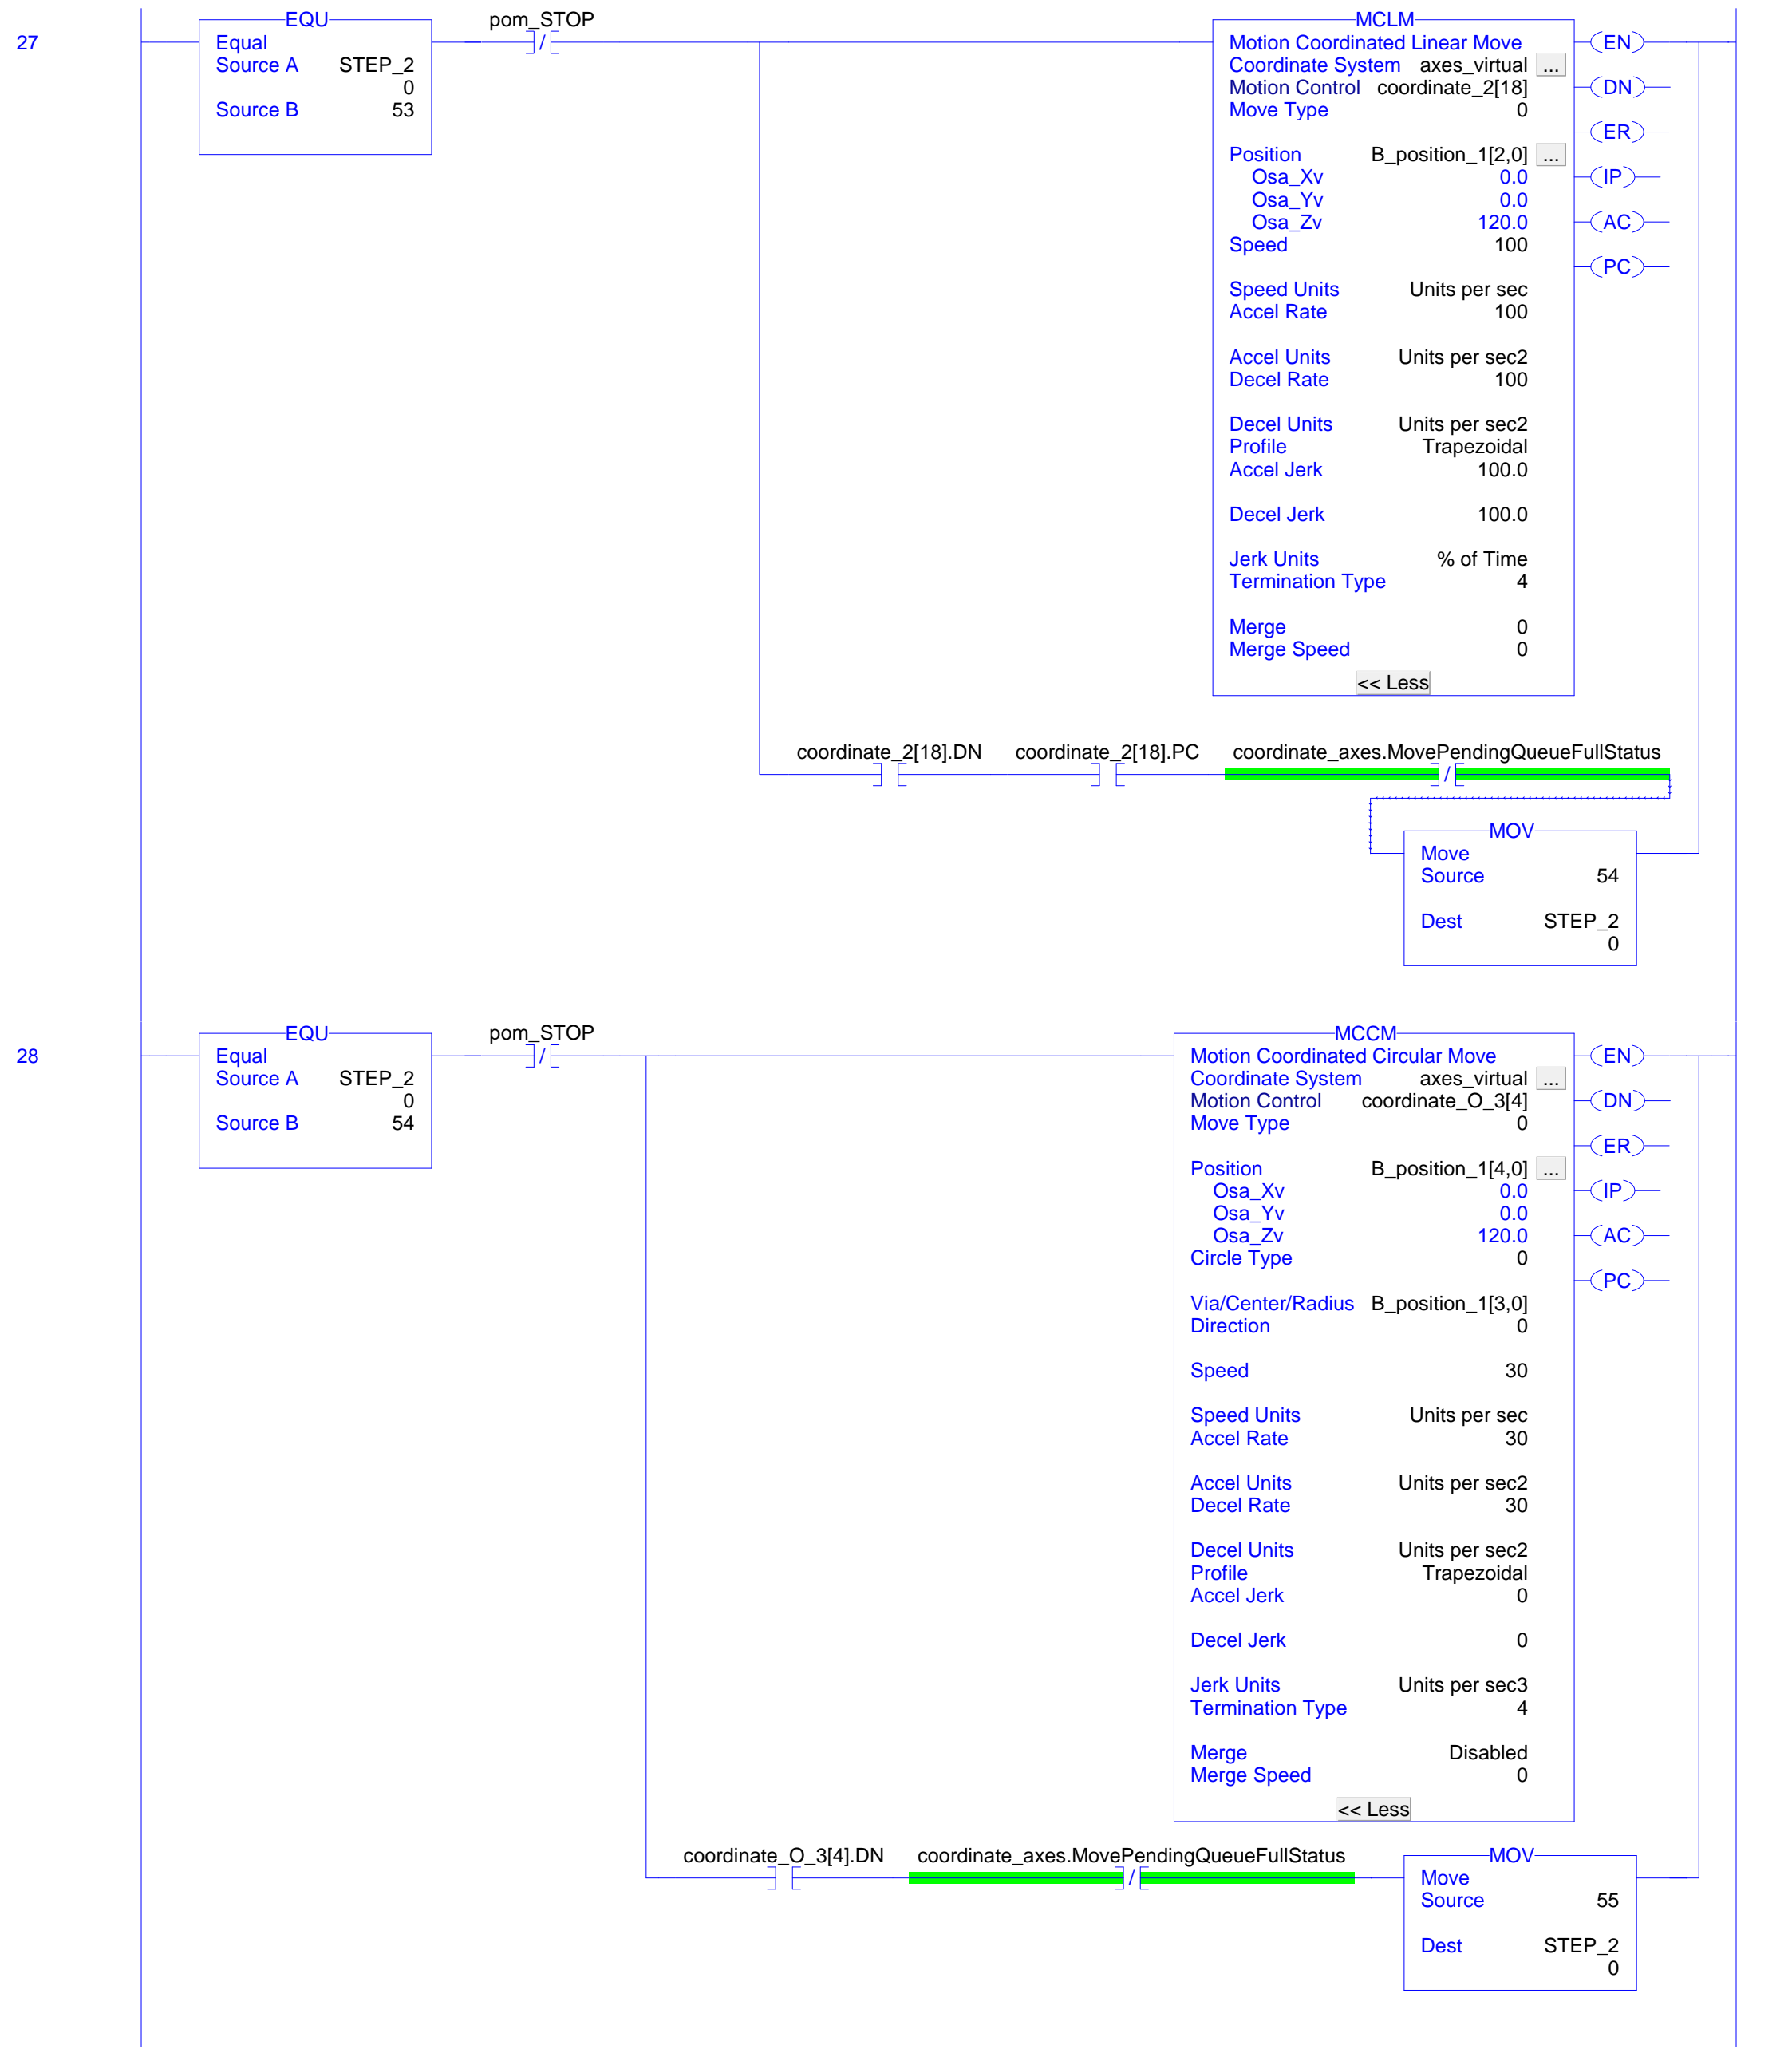 27
EQU
Equal
Source A STEP_2
0
Source B 53
pom_STOP
/
MCLM
Motion Coordinated Linear Move
Coordinate System axes_virtual ...
Motion Control coordinate_2[18]
Move Type 0
Position B_position_1[2,0] ...
Osa_Xv 0.0
Osa_Yv 0.0
Osa_Zv 120.0
Speed 100
Speed Units Units per sec
Accel Rate 100
Accel Units Units per sec2
Decel Rate 100
Decel Units Units per sec2
Profile Trapezoidal
Accel Jerk 100.0
Decel Jerk 100.0
Jerk Units % of Time
Termination Type 4
Merge 0
Merge Speed 0
<< Less
EN
DN
ER
IP
AC
PC
coordinate_2[18].DN coordinate_2[18].PC coordinate_axes.MovePendingQueueFullStatus
/
MOV
Move
Source 54
Dest STEP_2
0
28
EQU
Equal
Source A STEP_2
0
Source B 54
pom_STOP
/
MCCM
Motion Coordinated Circular Move
Coordinate System axes_virtual ...
Motion Control coordinate_O_3[4]
Move Type 0
Position B_position_1[4,0] ...
Osa_Xv 0.0
Osa_Yv 0.0
Osa_Zv 120.0
Circle Type 0
Via/Center/Radius B_position_1[3,0]
Direction 0
Speed 30
Speed Units Units per sec
Accel Rate 30
Accel Units Units per sec2
Decel Rate 30
Decel Units Units per sec2
Profile Trapezoidal
Accel Jerk 0
Decel Jerk 0
Jerk Units Units per sec3
Termination Type 4
Merge Disabled
Merge Speed 0
<< Less
EN
DN
ER
IP
AC
PC
coordinate_O_3[4].DN coordinate_axes.MovePendingQueueFullStatus
/
MOV
Move
Source 55
Dest STEP_2
0